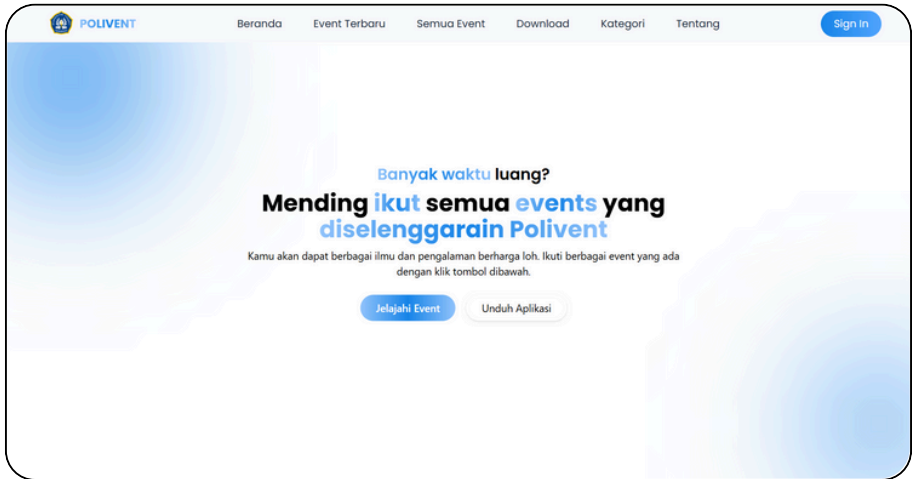 POLIVENT
Beranda Event Terbaru Semua Event Download Kategori Tentang
Sign In
Banyak waktu luang?
Mending ikut semua events yang
diselenggarain Polivent
Kamu akan dapat berbagai ilmu dan pengalaman berharga loh. Ikuti berbagai event yang ada
dengan klik tombol dibawah.
Jelajahi Event
Unduh Aplikasi